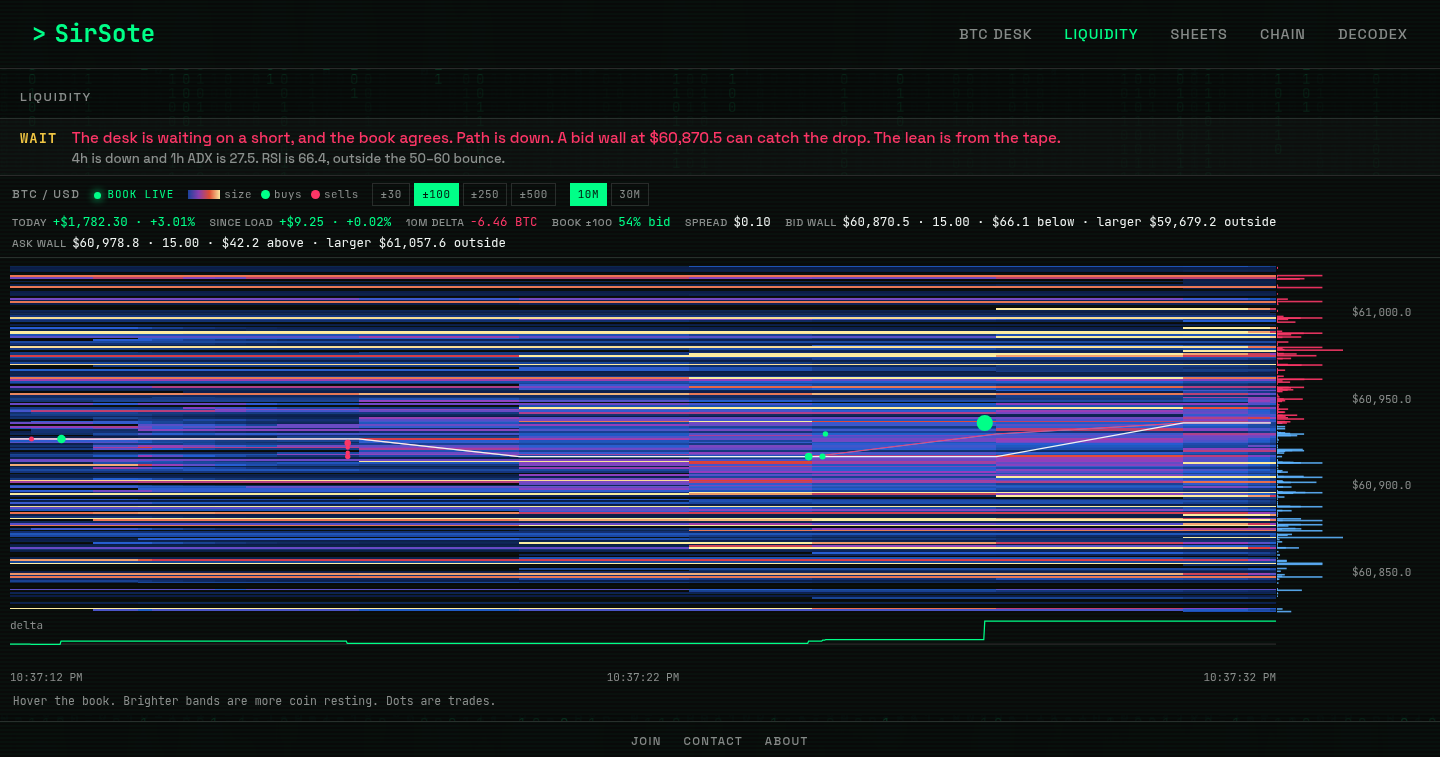 > SirSote
BTC DESK LIQUIDITY SHEETS CHAIN DECODEX
LIQUIDITY
WAIT The desk is waiting on a short, and the book agrees. Path is down. A bid wall at $60,870.5 can catch the drop. The lean is from the tape.
4h is down and 1h ADX is 27.5. RSI is 66.4, outside the 50–60 bounce.
BTC / USD BOOK LIVE size buys sells ±30 ±100 ±250 ±500 10M 30M
TODAY +$1,782.30 · +3.01% SINCE LOAD +$9.25 · +0.02% 10M DELTA -6.46 BTC BOOK ±100 54% bid SPREAD $0.10 BID WALL $60,870.5 · 15.00 · $66.1 below · larger $59,679.2 outside
ASK WALL $60,978.8 · 15.00 · $42.2 above · larger $61,057.6 outside
$61,000.0
$60,950.0
$60,900.0
$60,850.0
delta
10:37:12 PM 10:37:22 PM 10:37:32 PM
Hover the book. Brighter bands are more coin resting. Dots are trades.
JOIN CONTACT ABOUT